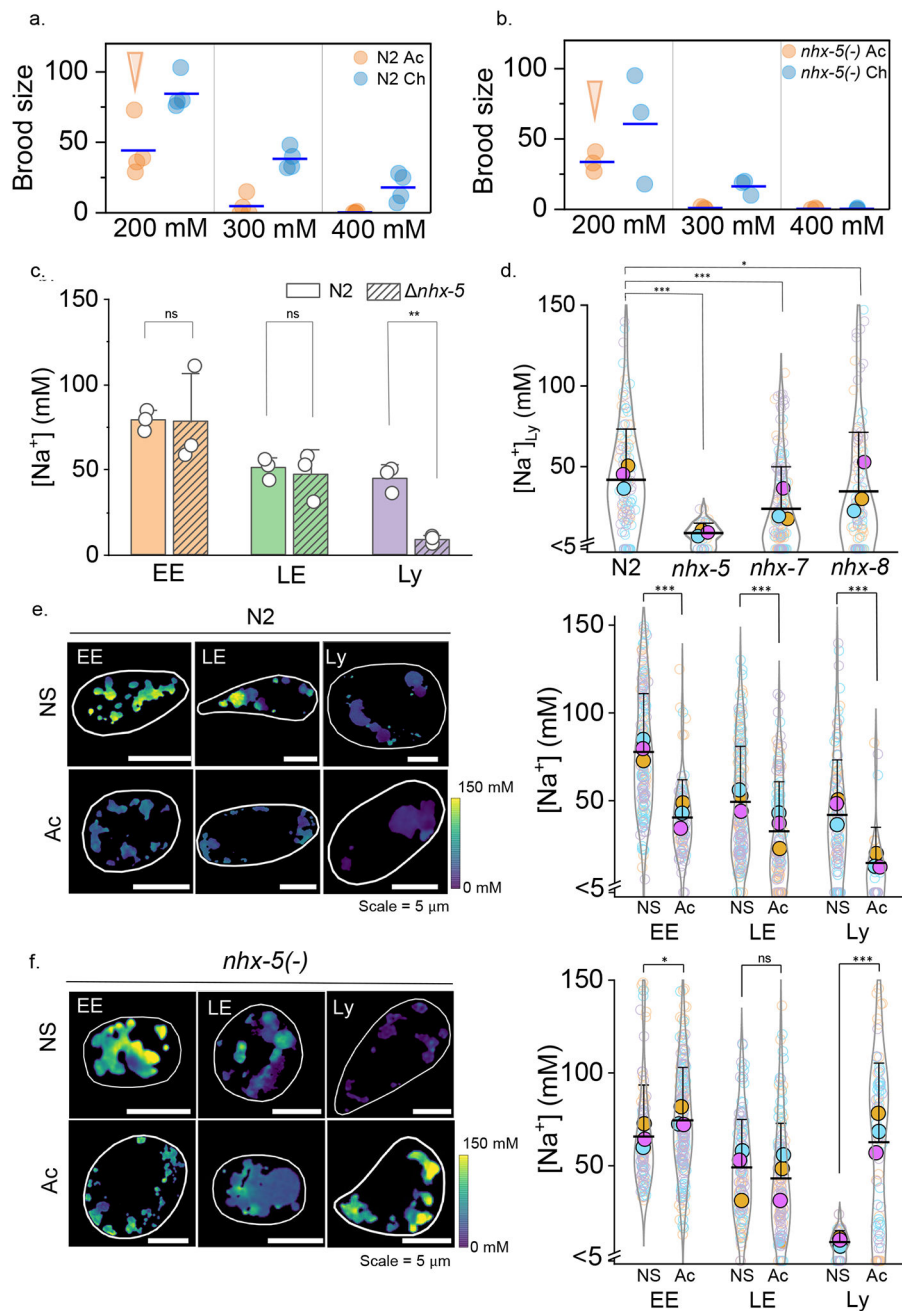 a.
Brood size
100
50
0
N2 Ac
N2 Ch
200 mM
300 mM
400 mM
b.
Brood size
100
50
0
nhx-5(-) Ac
nhx-5(-) Ch
200 mM
300 mM
400 mM
c.
[Na⁺] (mM)
150
100
50
0
N2
Δnhx-5
ns
ns
**
EE
LE
Ly
d.
[Na⁺]Ly (mM)
150
100
50
<5
*
***
***
N2
nhx-5
nhx-7
nhx-8
e.
N2
NS
Ac
EE
LE
Ly
150 mM
0 mM
Scale = 5 μm
[Na⁺] (mM)
150
100
50
<5
***
***
***
NS
Ac
NS
Ac
NS
Ac
EE
LE
Ly
f.
nhx-5(-)
NS
Ac
EE
LE
Ly
150 mM
0 mM
Scale = 5 μm
[Na⁺] (mM)
150
100
50
<5
*
ns
***
NS
Ac
NS
Ac
NS
Ac
EE
LE
Ly